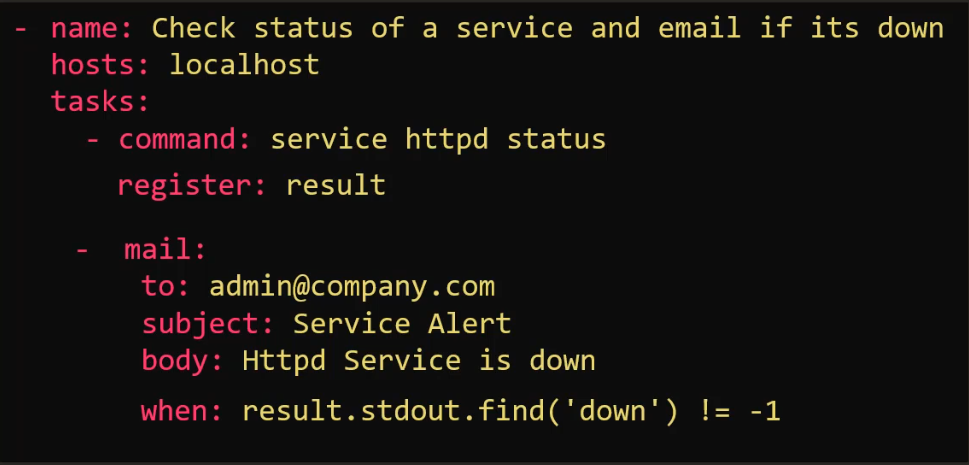 - name: Check status of a service and email if its down
  hosts: localhost
  tasks:
    - command: service httpd status
      register: result

    - mail:
        to: admin@company.com
        subject: Service Alert
        body: Httpd Service is down
        when: result.stdout.find('down') != -1